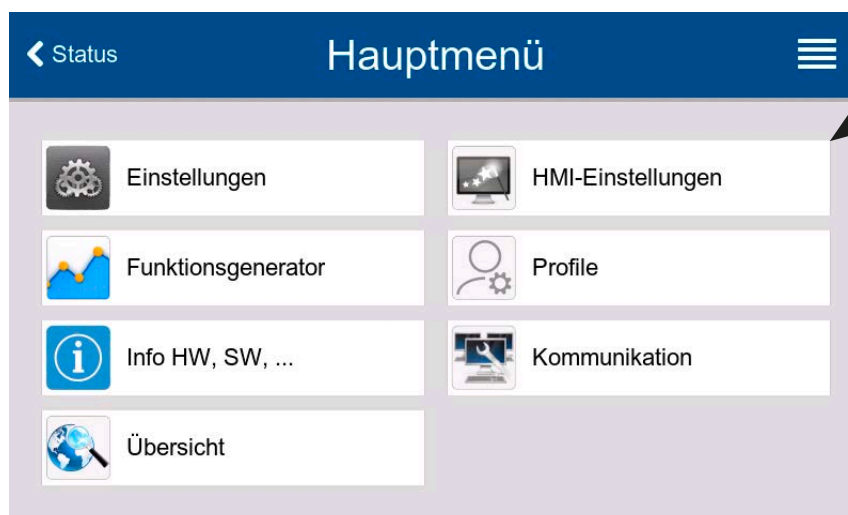 Status
Hauptmenü
Einstellungen
HMI-Einstellungen
Funktionsgenerator
Profile
Info HW, SW, ...
Kommunikation
Übersicht